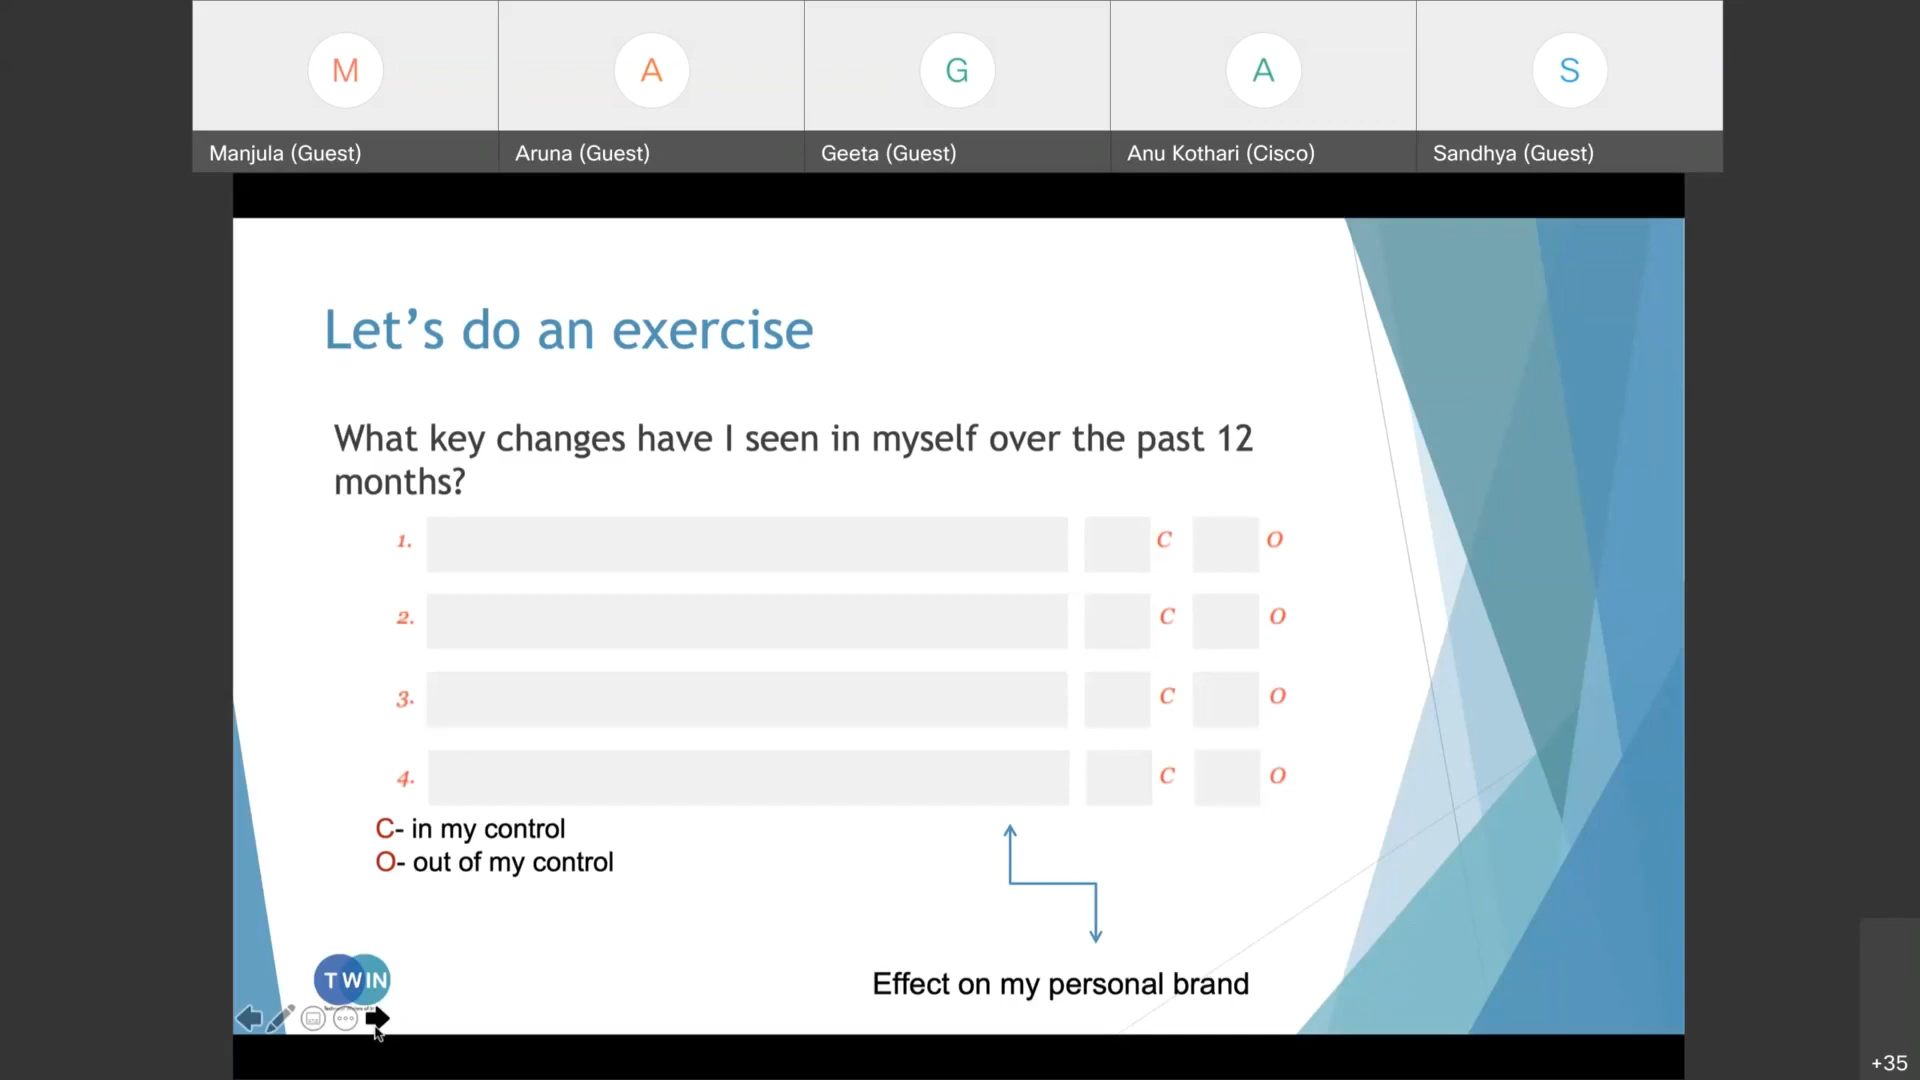 M
A
G
A
S
Manjula (Guest)
Aruna (Guest)
Geeta (Guest)
Anu Kothari (Cisco)
Sandhya (Guest)
Let’s do an exercise
What key changes have I seen in myself over the past 12
months?
1. C O
2. C O
3. C O
4. C O
C- in my control
O- out of my control
Effect on my personal brand
TWIN
+35